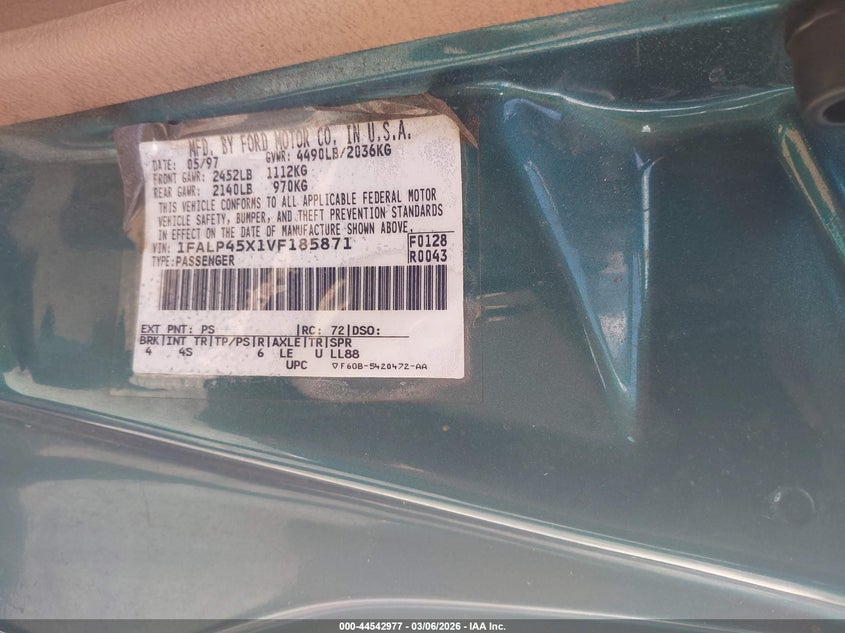 MFD. BY FORD MOTOR CO. IN U.S.A.
DATE: 05/97 GVWR: 4490LB/2036KG
FRONT GAWR: 2452LB 1112KG
REAR GAWR: 2140LB 970KG
THIS VEHICLE CONFORMS TO ALL APPLICABLE FEDERAL MOTOR
VEHICLE SAFETY, BUMPER, AND THEFT PREVENTION STANDARDS
IN EFFECT ON THE DATE OF MANUFACTURE SHOWN ABOVE.
VIN: 1FALP45X1VF185871 F0128
TYPE: PASSENGER R0043
EXT PNT: PS |RC: 72|DSO:
BRK|INT TR|TP/PS|R|AXLE|TR|SPR
4 4S 6 LE U LL88
UPC ▽F60B-5420472-AA
000-44542977 - 03/06/2026 - IAA Inc.